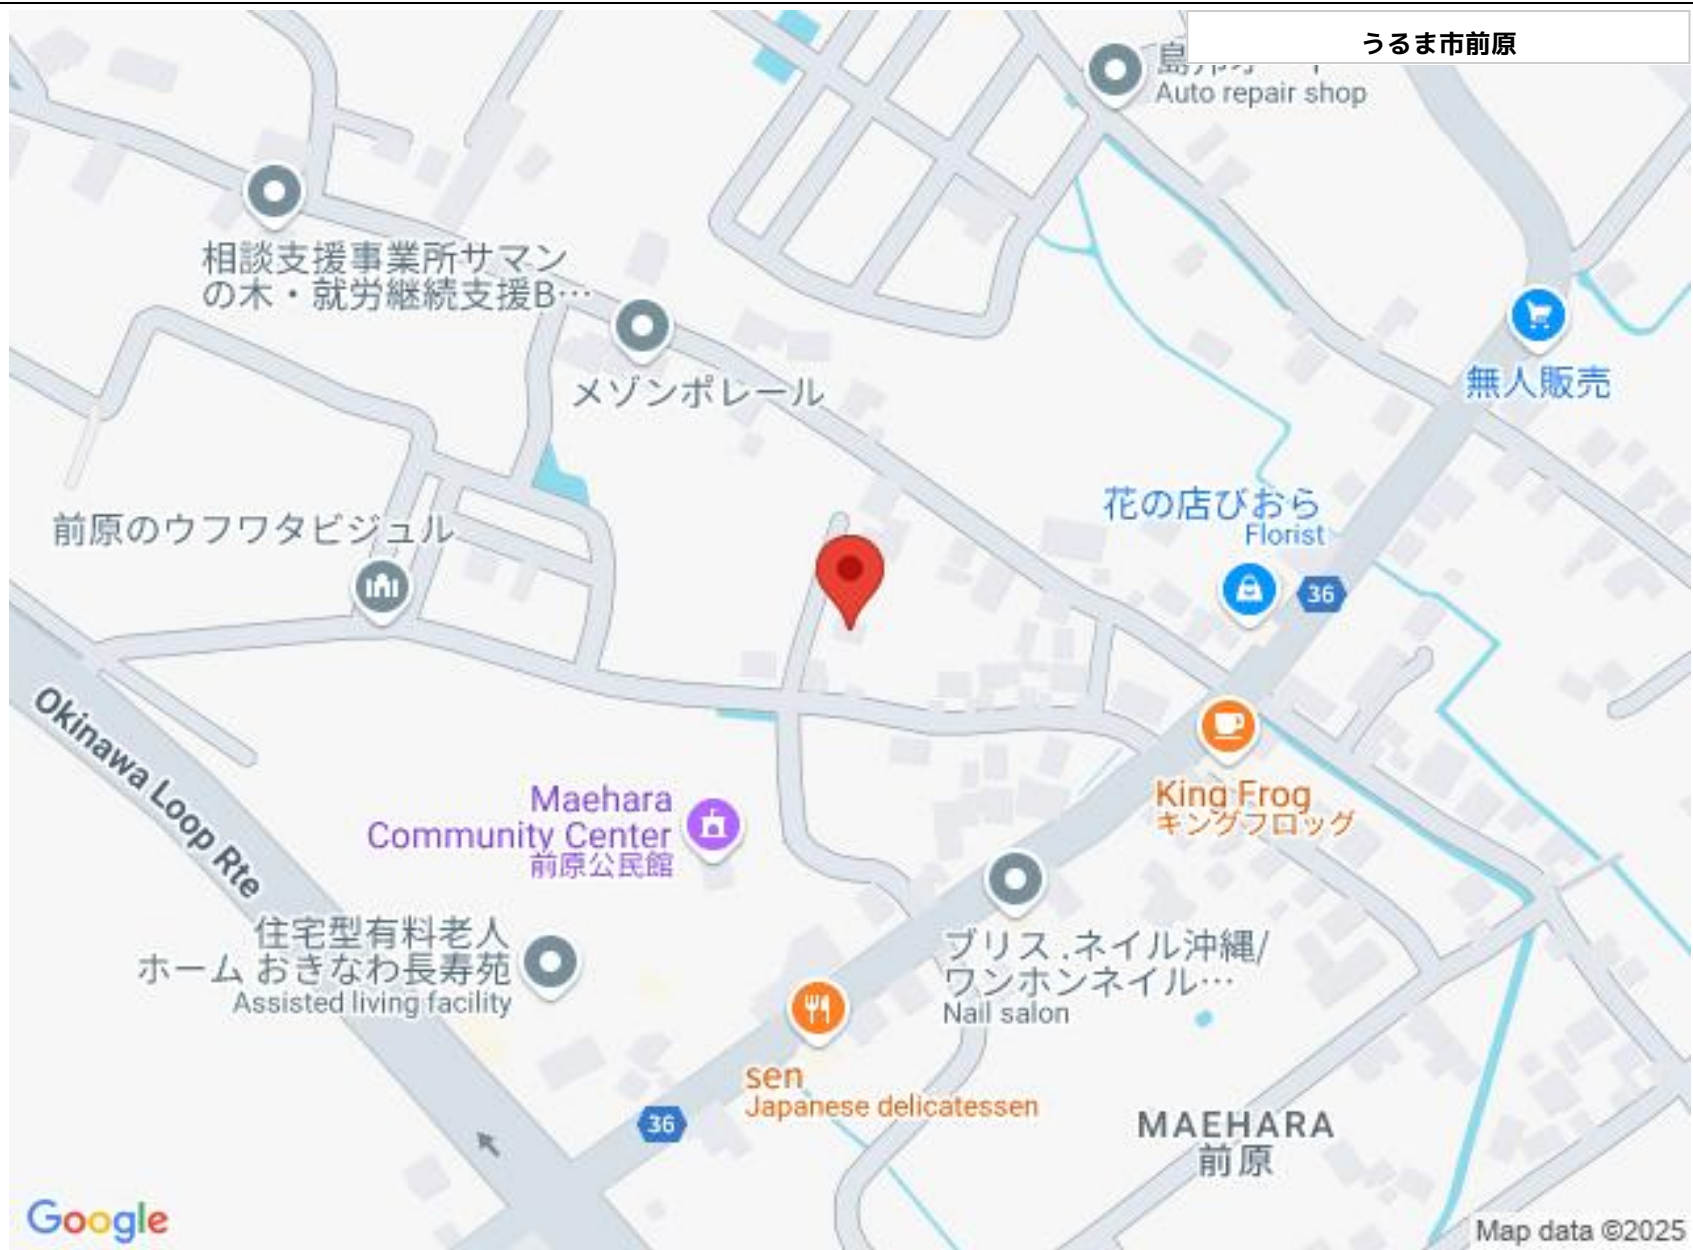 うるま市前原
Auto repair shop
相談支援事業所サマン
の木・就労継続支援B…
メゾンポレール
無人販売
花の店びおら
Florist
36
前原のウフワタビジュル
Okinawa Loop Rte
Maehara
Community Center
前原公民館
King Frog
キングフロッグ
住宅型有料老人
ホーム おきなわ長寿苑
Assisted living facility
ブリス.ネイル沖縄/
ワンホンネイル…
Nail salon
sen
Japanese delicatessen
36
MAEHARA
前原
Google
Map data ©2025